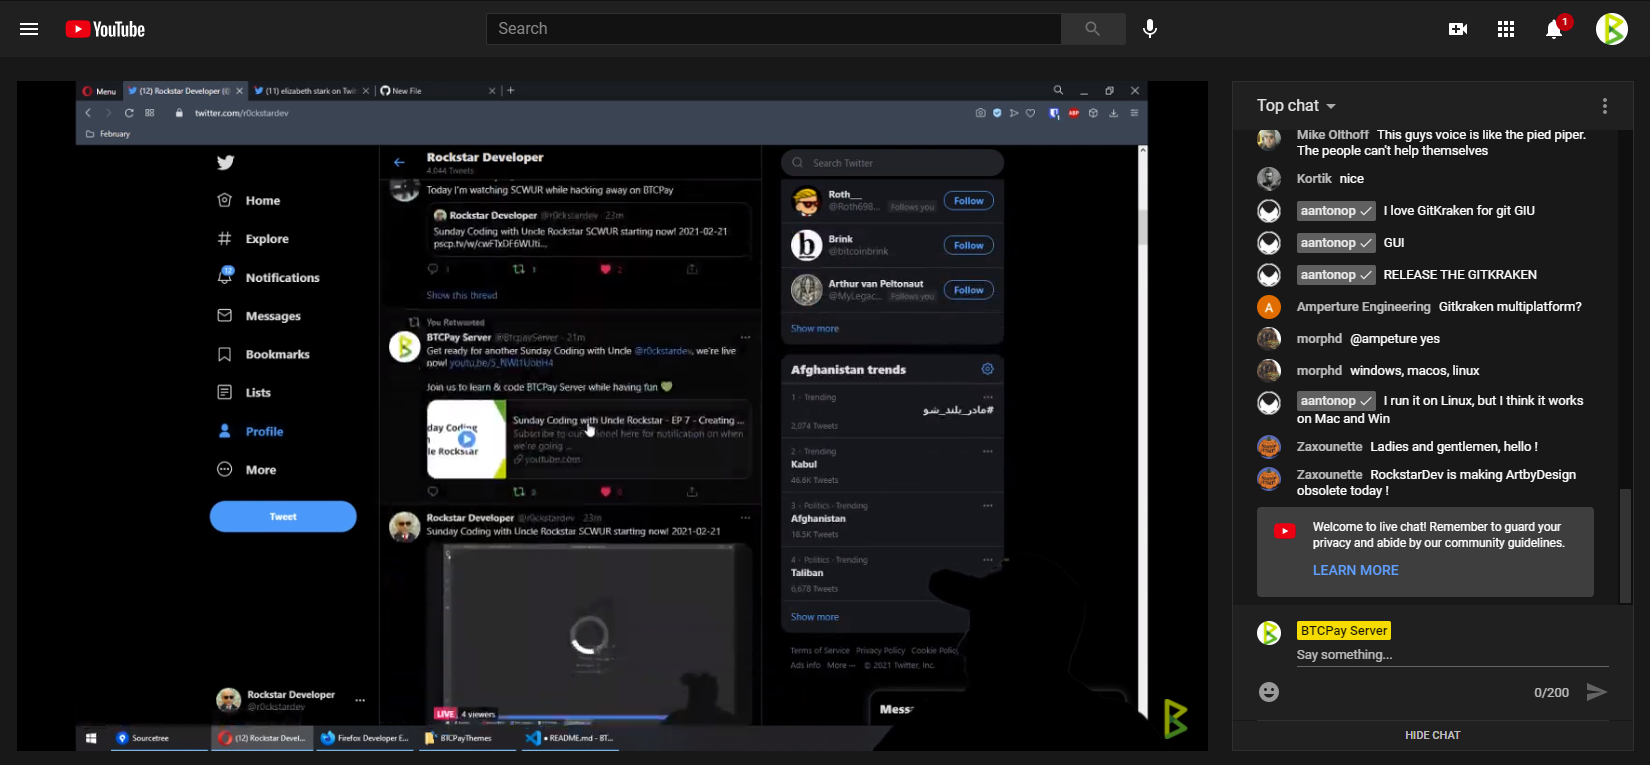 YouTube
Search
1
Menu
(12) Rockstar Developer (@
(11) elizabeth stark on Twit
New File
twitter.com/r0ckstardev
ABP
February
Home
Explore
12
Notifications
Messages
Bookmarks
Lists
Profile
More
Tweet
Rockstar Developer
@r0ckstardev
Rockstar Developer
4,044 Tweets
Today I'm watching SCWUR while hacking away on BTCPay
Rockstar Developer @r0ckstardev · 23m
Sunday Coding with Uncle Rockstar SCWUR starting now! 2021-02-21
1
1
2
Show this thread
You Retweeted
BTCPay Server @BtcpayServer · 21m
Get ready for another Sunday Coding with Uncle @r0ckstardev, we're live
now!
Join us to learn & code BTCPay Server while having fun 💚
day Coding
le Rockstar
Sunday Coding with Uncle Rockstar - EP 7 - Creating ...
Subscribe to our channel here for notification on when
we're going ...
youtube.com
Rockstar Developer @r0ckstardev · 23m
Sunday Coding with Uncle Rockstar SCWUR starting now! 2021-02-21
LIVE 4 viewers
Search Twitter
Roth__
@Roth698... Follows you
Follow
Brink
@bitcoinbrink
Follow
Arthur van Peltonaut
@MyLegac... Follows you
Follow
Show more
Afghanistan trends
1 · Trending
#مادر_بلند_شو
2,074 Tweets
2 · Trending
Kabul
46.6K Tweets
3 · Politics · Trending
Afghanistan
18.5K Tweets
4 · Politics · Trending
Taliban
6,678 Tweets
Show more
Terms of Service Privacy Policy Cookie Polic
Ads info More ··· © 2021 Twitter, Inc.
Mess
Sourcetree
(12) Rockstar Devel...
Firefox Developer E...
BTCPayThemes
● README.md - BT...
Top chat
Mike Olthoff This guys voice is like the pied piper.
The people can't help themselves
Kortik nice
aantonop I love GitKraken for git GIU
aantonop GUI
aantonop RELEASE THE GITKRAKEN
A
Amperture Engineering Gitkraken multiplatform?
morphd @ampeture yes
morphd windows, macos, linux
aantonop I run it on Linux, but I think it works
on Mac and Win
Zaxounette Ladies and gentlemen, hello !
Zaxounette RockstarDev is making ArtbyDesign
obsolete today !
Welcome to live chat! Remember to guard your
privacy and abide by our community guidelines.
LEARN MORE
BTCPay Server
Say something...
0/200
HIDE CHAT